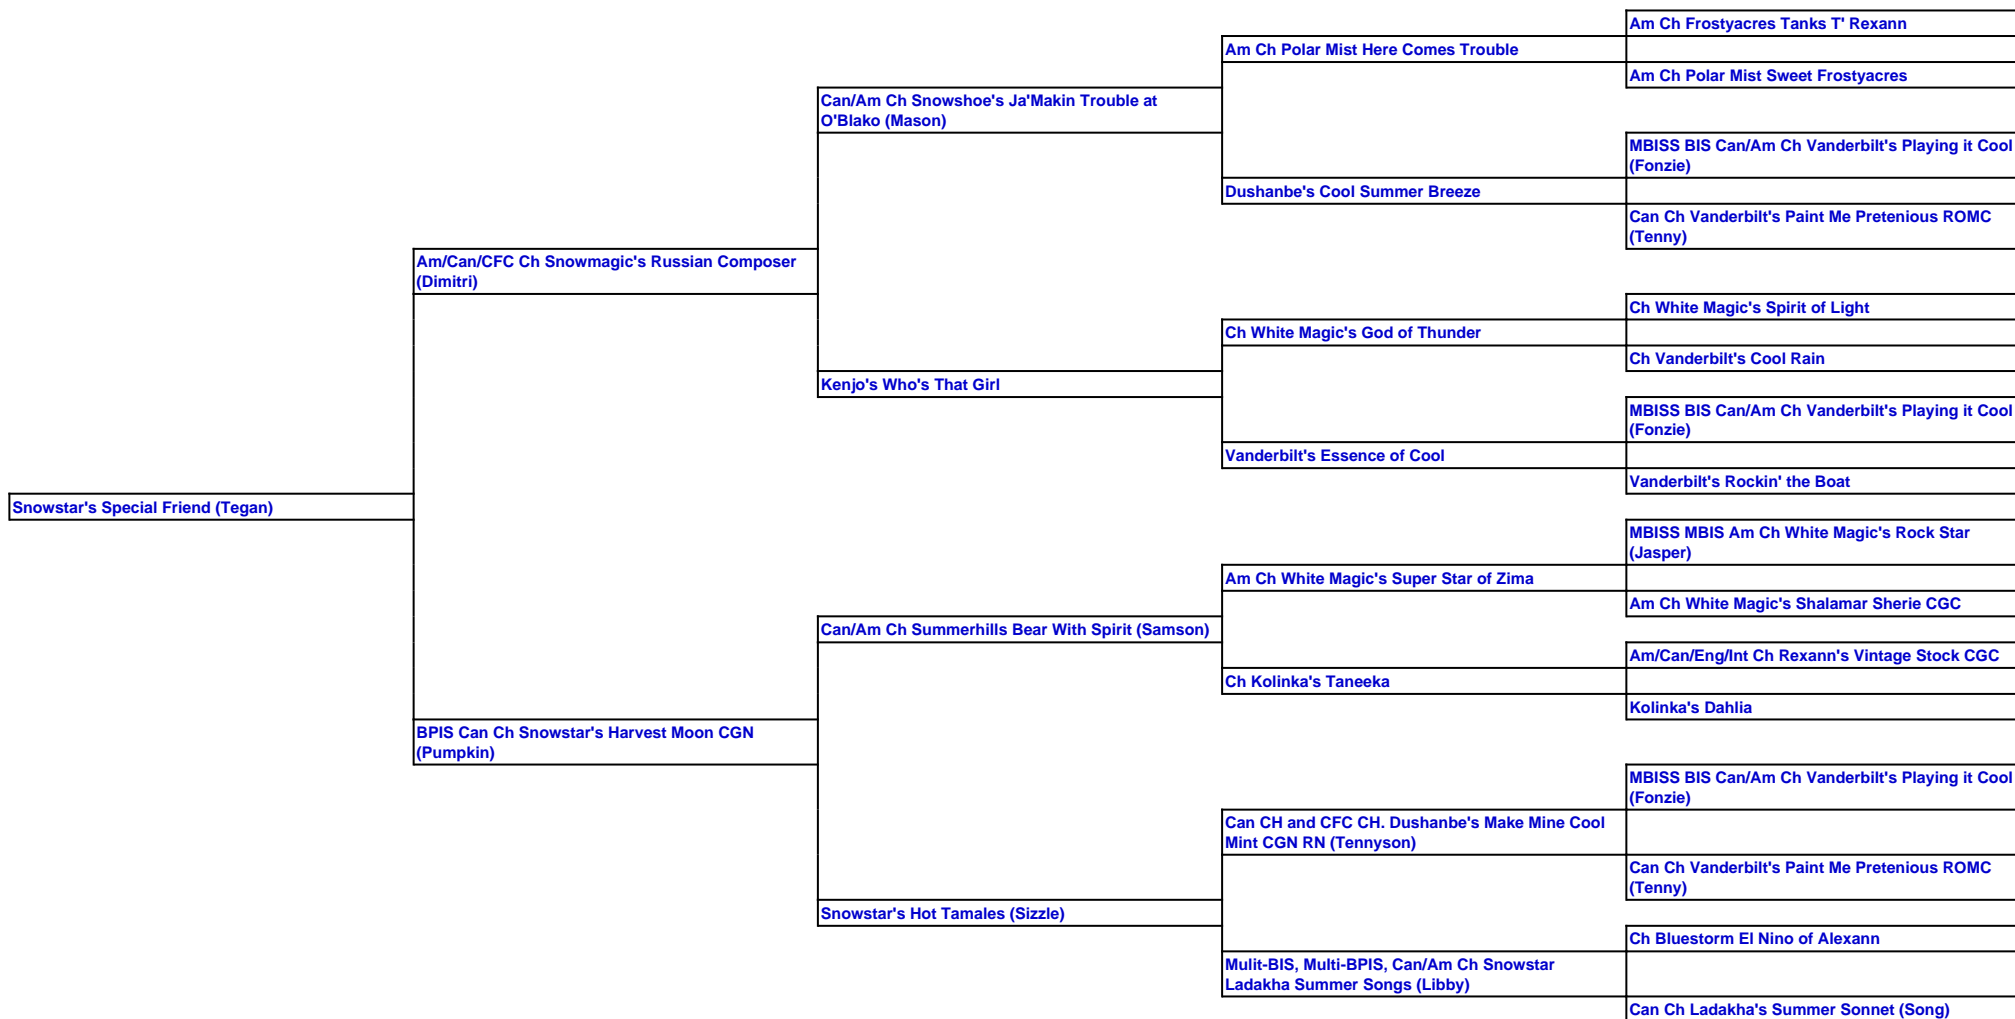 Am Ch Frostyacres Tanks T' Rexann
Am Ch Polar Mist Here Comes Trouble
Am Ch Polar Mist Sweet Frostyacres
Can/Am Ch Snowshoe's Ja'Makin Trouble at
O'Blako (Mason)
MBISS BIS Can/Am Ch Vanderbilt's Playing it Cool
(Fonzie)
Dushanbe's Cool Summer Breeze
Can Ch Vanderbilt's Paint Me Pretenious ROMC
(Tenny)
Am/Can/CFC Ch Snowmagic's Russian Composer
(Dimitri)
Ch White Magic's Spirit of Light
Ch White Magic's God of Thunder
Ch Vanderbilt's Cool Rain
Kenjo's Who's That Girl
MBISS BIS Can/Am Ch Vanderbilt's Playing it Cool
(Fonzie)
Vanderbilt's Essence of Cool
Vanderbilt's Rockin' the Boat
Snowstar's Special Friend (Tegan)
MBISS MBIS Am Ch White Magic's Rock Star
(Jasper)
Am Ch White Magic's Super Star of Zima
Am Ch White Magic's Shalamar Sherie CGC
Can/Am Ch Summerhills Bear With Spirit (Samson)
Am/Can/Eng/Int Ch Rexann's Vintage Stock CGC
Ch Kolinka's Taneeka
Kolinka's Dahlia
BPIS Can Ch Snowstar's Harvest Moon CGN
(Pumpkin)
MBISS BIS Can/Am Ch Vanderbilt's Playing it Cool
(Fonzie)
Can CH and CFC CH. Dushanbe's Make Mine Cool
Mint CGN RN (Tennyson)
Can Ch Vanderbilt's Paint Me Pretenious ROMC
(Tenny)
Snowstar's Hot Tamales (Sizzle)
Ch Bluestorm El Nino of Alexann
Mulit-BIS, Multi-BPIS, Can/Am Ch Snowstar
Ladakha Summer Songs (Libby)
Can Ch Ladakha's Summer Sonnet (Song)